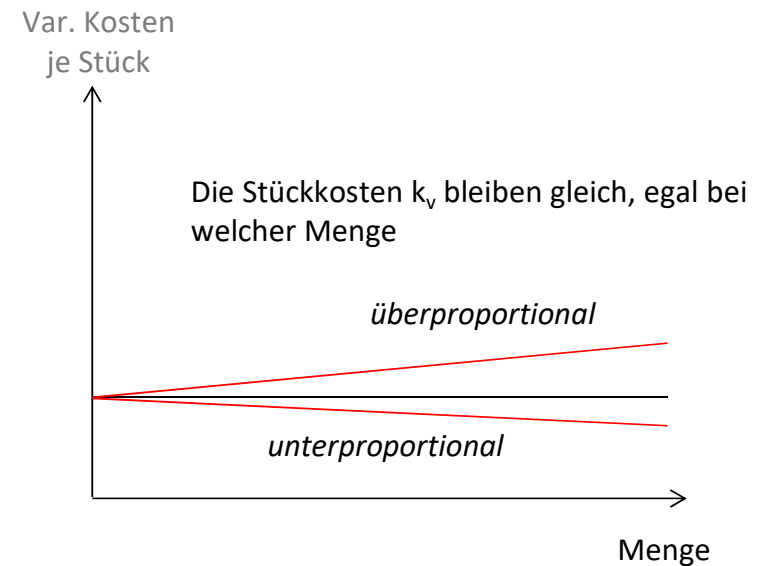 Var. Kosten
je Stück
Die Stückkosten kᵥ bleiben gleich, egal bei
welcher Menge
überproportional
unterproportional
Menge